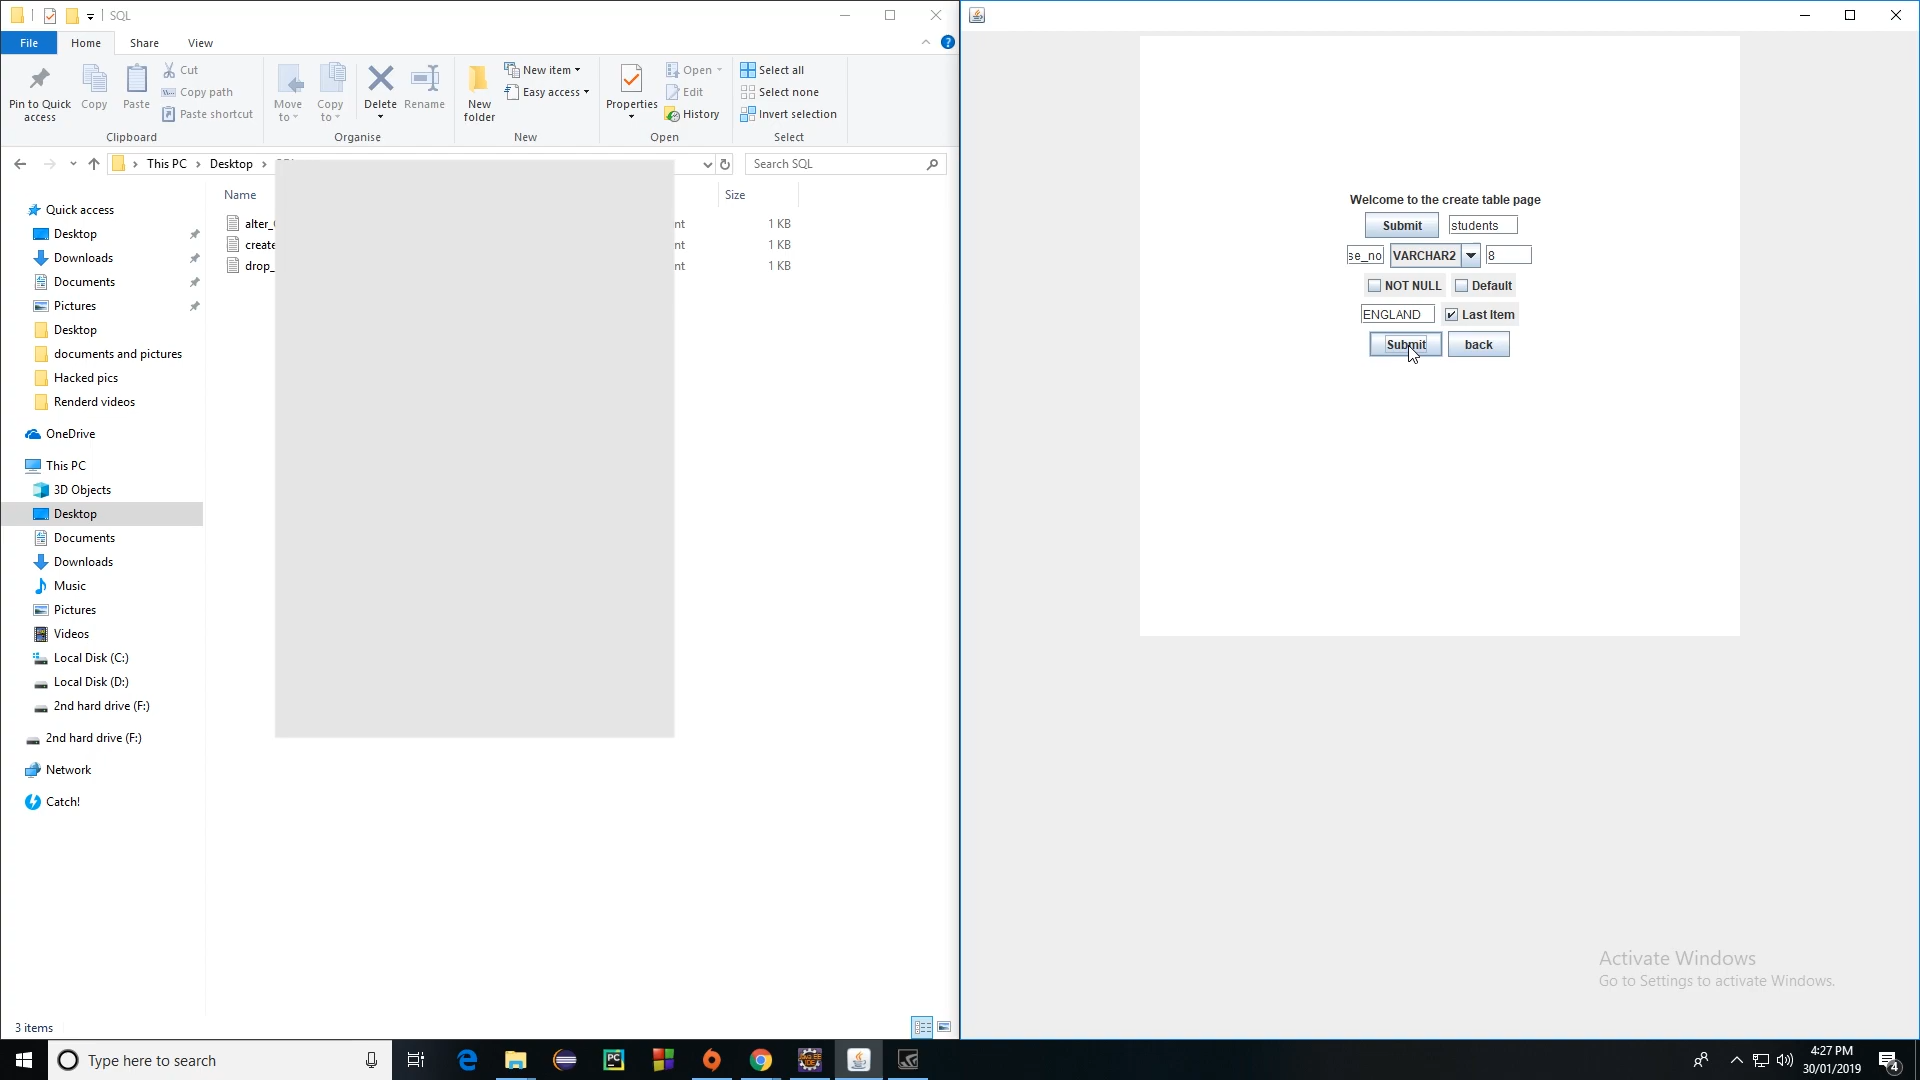 SQL
File Home Share View
Pin to Quick access
Copy
Paste
Cut
Copy path
Paste shortcut
Clipboard
Move to
Copy to
Delete
Rename
Organise
New folder
New item
Easy access
New
Properties
Open
Edit
History
Open
Select all
Select none
Invert selection
Select
This PC > Desktop >
Search SQL
Name Size
alter_ nt 1 KB
create nt 1 KB
drop_ nt 1 KB
Quick access
Desktop
Downloads
Documents
Pictures
Desktop
documents and pictures
Hacked pics
Renderd videos
OneDrive
This PC
3D Objects
Desktop
Documents
Downloads
Music
Pictures
Videos
Local Disk (C:)
Local Disk (D:)
2nd hard drive (F:)
2nd hard drive (F:)
Network
Catch!
3 items
Welcome to the create table page
Submit students
se_no VARCHAR2 8
NOT NULL Default
ENGLAND Last Item
Submit back
Activate Windows
Go to Settings to activate Windows.
Type here to search
PC
4:27 PM
30/01/2019
4